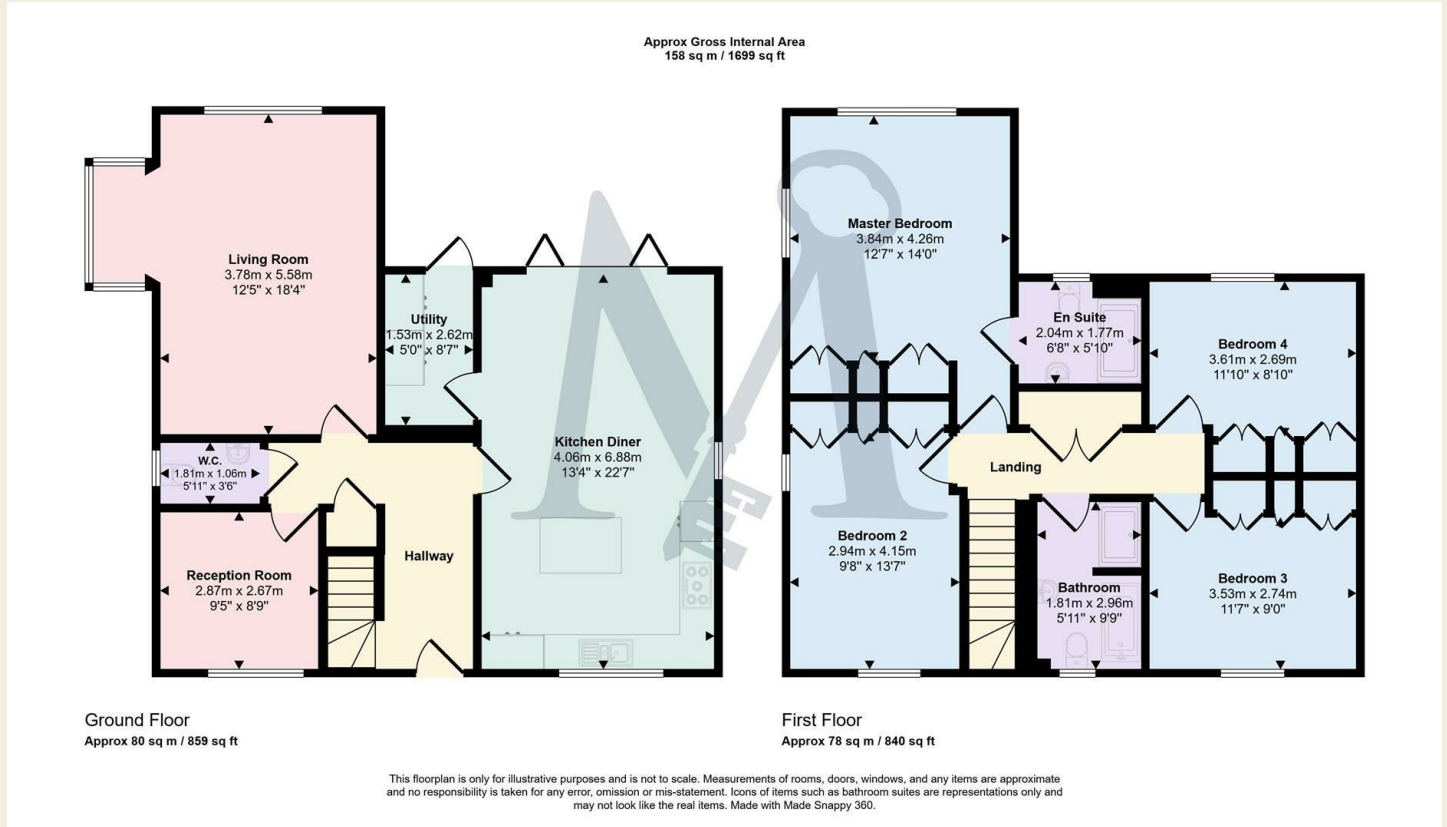 Approx Gross Internal Area
158 sq m / 1699 sq ft
Living Room
3.78m x 5.58m
12'5" x 18'4"
Utility
1.53m x 2.62m
5'0" x 8'7"
W.C.
1.81m x 1.06m
5'11" x 3'6"
Kitchen Diner
4.06m x 6.88m
13'4" x 22'7"
Hallway
Reception Room
2.87m x 2.67m
9'5" x 8'9"
Master Bedroom
3.84m x 4.26m
12'7" x 14'0"
En Suite
2.04m x 1.77m
6'8" x 5'10"
Bedroom 4
3.61m x 2.69m
11'10" x 8'10"
Landing
Bedroom 2
2.94m x 4.15m
9'8" x 13'7"
Bathroom
1.81m x 2.96m
5'11" x 9'9"
Bedroom 3
3.53m x 2.74m
11'7" x 9'0"
Ground Floor
Approx 80 sq m / 859 sq ft
First Floor
Approx 78 sq m / 840 sq ft
This floorplan is only for illustrative purposes and is not to scale. Measurements of rooms, doors, windows, and any items are approximate
and no responsibility is taken for any error, omission or mis-statement. Icons of items such as bathroom suites are representations only and
may not look like the real items. Made with Made Snappy 360.